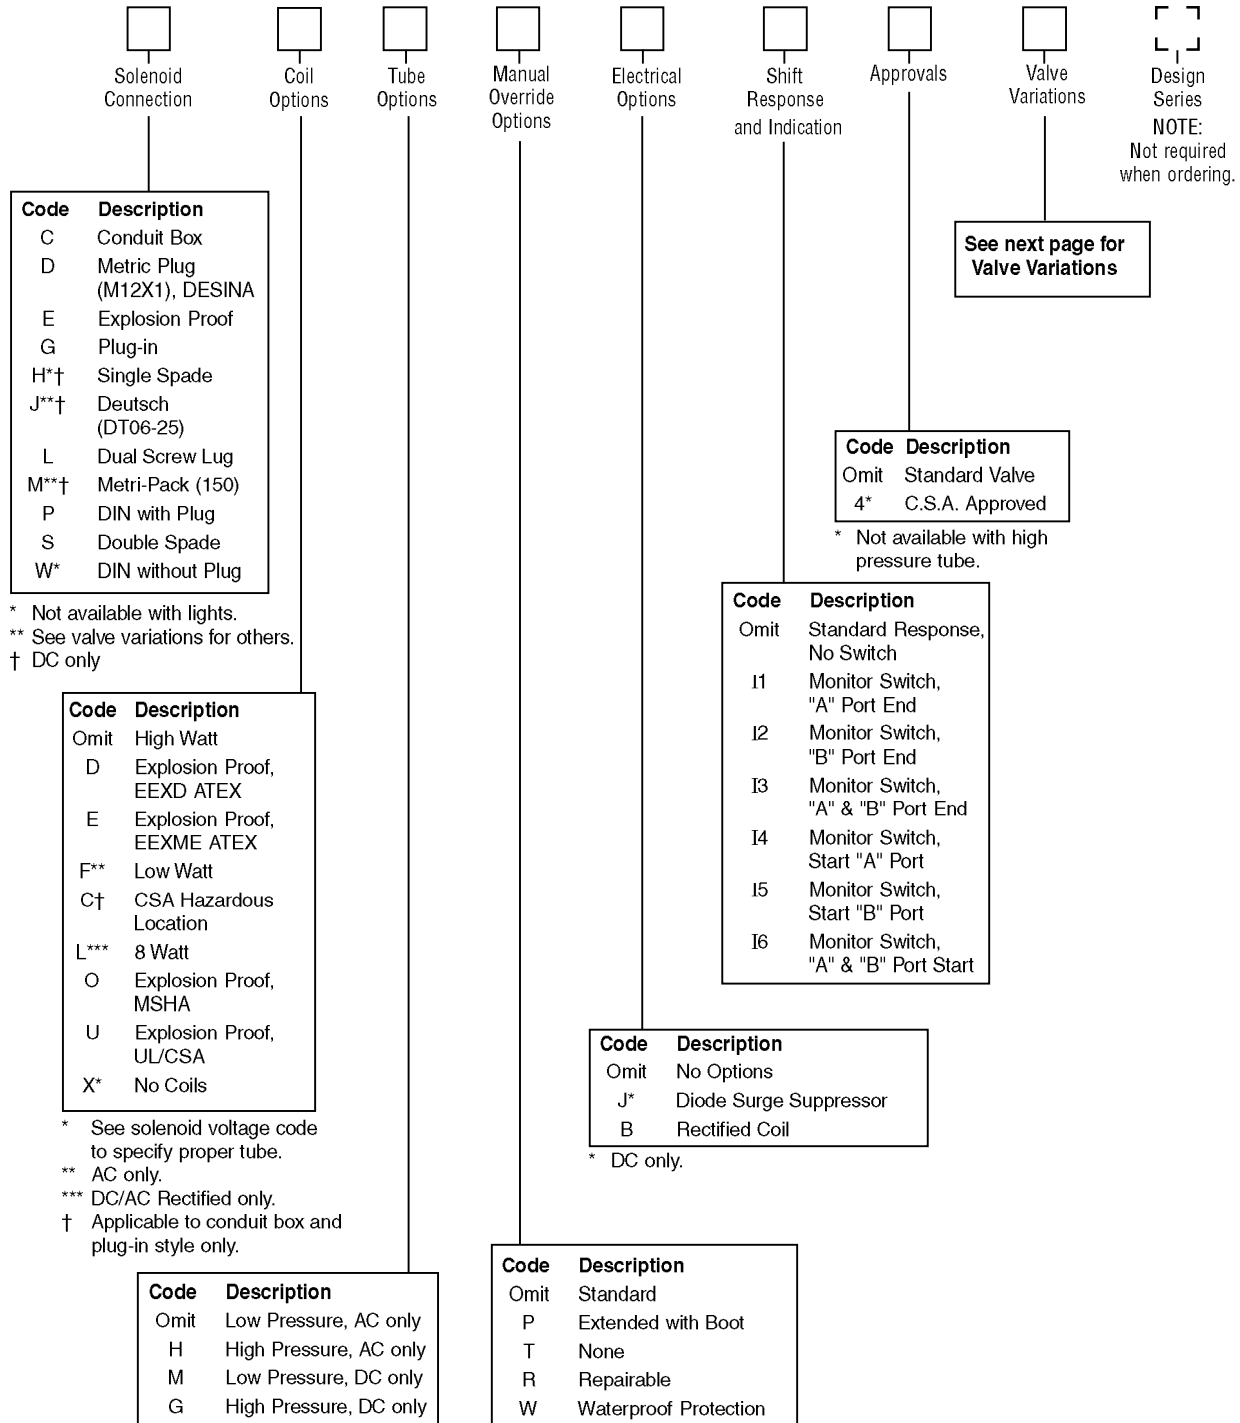 Solenoid
Connection
Coil
Options
Tube
Options
Manual
Override
Options
Electrical
Options
Shift
Response
and Indication
Approvals
Valve
Variations
Design
Series
NOTE:
Not required
when ordering.
Code Description
C Conduit Box
D Metric Plug
(M12X1), DESINA
E Explosion Proof
G Plug-in
H*† Single Spade
J**† Deutsch
(DT06-25)
L Dual Screw Lug
M**† Metri-Pack (150)
P DIN with Plug
S Double Spade
W* DIN without Plug
* Not available with lights.
** See valve variations for others.
† DC only
Code Description
Omit High Watt
D Explosion Proof,
EEXD ATEX
E Explosion Proof,
EEXME ATEX
F** Low Watt
C† CSA Hazardous
Location
L*** 8 Watt
O Explosion Proof,
MSHA
U Explosion Proof,
UL/CSA
X* No Coils
* See solenoid voltage code
to specify proper tube.
** AC only.
*** DC/AC Rectified only.
† Applicable to conduit box and
plug-in style only.
Code Description
Omit Low Pressure, AC only
H High Pressure, AC only
M Low Pressure, DC only
G High Pressure, DC only
Code Description
Omit Standard
P Extended with Boot
T None
R Repairable
W Waterproof Protection
Code Description
Omit No Options
J* Diode Surge Suppressor
B Rectified Coil
* DC only.
Code Description
Omit Standard Response,
No Switch
I1 Monitor Switch,
"A" Port End
I2 Monitor Switch,
"B" Port End
I3 Monitor Switch,
"A" & "B" Port End
I4 Monitor Switch,
Start "A" Port
I5 Monitor Switch,
Start "B" Port
I6 Monitor Switch,
"A" & "B" Port Start
Code Description
Omit Standard Valve
4* C.S.A. Approved
* Not available with high
pressure tube.
See next page for
Valve Variations